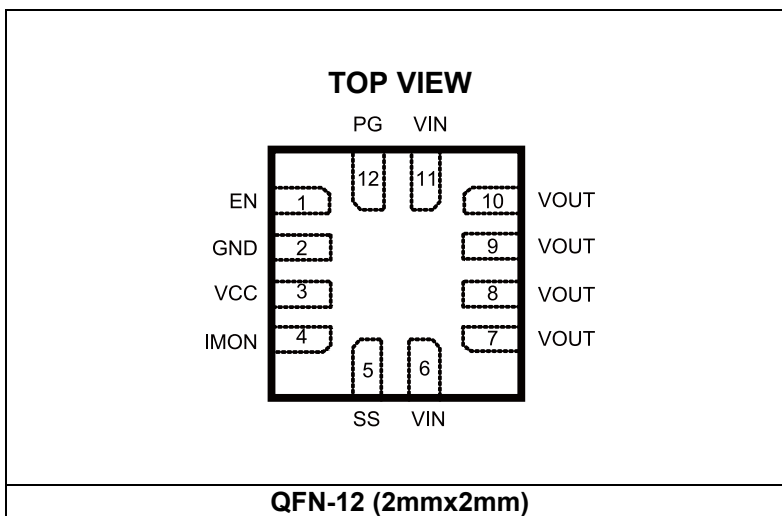 TOP VIEW
PG VIN
12 11
EN 1 10 VOUT
GND 2 9 VOUT
VCC 3 8 VOUT
IMON 4 7 VOUT
5 6
SS VIN
QFN-12 (2mmx2mm)